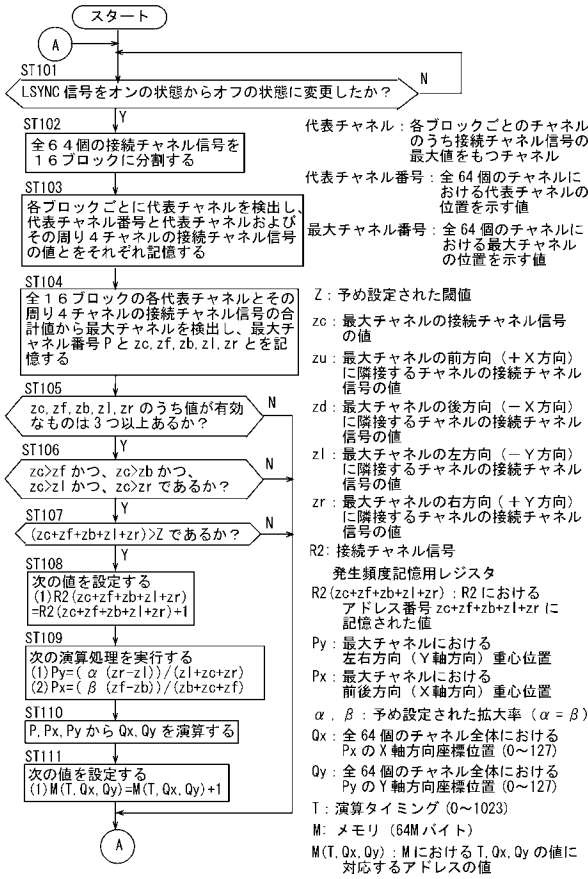 スタート
A
ST101
LSYNC信号をオンの状態からオフの状態に変更したか？
N
Y
ST102
全64個の接続チャネル信号を
16ブロックに分割する
ST103
各ブロックごとに代表チャネルを検出し、
代表チャネル番号と代表チャネルおよび
その周り4チャネルの接続チャネル信号
の値とをそれぞれ記憶する
ST104
全16ブロックの各代表チャネルとその
周り4チャネルの接続チャネル信号の合
計値から最大チャネルを検出し、最大チ
ャネル番号Pとzc,zf,zb,zl,zrとを記
憶する
ST105
zc,zf,zb,zl,zrのうち値が有効
なものは3つ以上あるか？
N
Y
ST106
zc>zfかつ、zc>zbかつ、
zc>zlかつ、zc>zrであるか？
N
Y
ST107
(zc+zf+zb+zl+zr)>Zであるか？
N
Y
ST108
次の値を設定する
(1)R2(zc+zf+zb+zl+zr)
=R2(zc+zf+zb+zl+zr)+1
ST109
次の演算処理を実行する
(1)Py=(α(zr-zl))/(zl+zc+zr)
(2)Px=(β(zf-zb))/(zb+zc+zf)
ST110
P,Px,PyからQx,Qyを演算する
ST111
次の値を設定する
(1)M(T,Qx,Qy)=M(T,Qx,Qy)+1
A
代表チャネル：各ブロックごとのチャネル
のうち接続チャネル信号の
最大値をもつチャネル
代表チャネル番号：全64個のチャネルに
おける代表チャネルの
位置を示す値
最大チャネル番号：全64個のチャネルに
おける最大チャネル
の位置を示す値
Z：予め設定された閾値
zc：最大チャネルの接続チャネル信号
の値
zu：最大チャネルの前方向（＋X方向）
に隣接するチャネルの接続チャネル
信号の値
zd：最大チャネルの後方向（－X方向）
に隣接するチャネルの接続チャネル
信号の値
zl：最大チャネルの左方向（－Y方向）
に隣接するチャネルの接続チャネル
信号の値
zr：最大チャネルの右方向（＋Y方向）
に隣接するチャネルの接続チャネル
信号の値
R2：接続チャネル信号
発生頻度記憶用レジスタ
R2(zc+zf+zb+zl+zr)：R2における
アドレス番号zc+zf+zb+zl+zrに
記憶された値
Py：最大チャネルにおける
左右方向（Y軸方向）重心位置
Px：最大チャネルにおける
前後方向（X軸方向）重心位置
α，β：予め設定された拡大率（α＝β）
Qx：全64個のチャネル全体における
PxのX軸方向座標位置(0～127)
Qy：全64個のチャネル全体における
PyのY軸方向座標位置(0～127)
T：演算タイミング(0～1023)
M：メモリ（64Mバイト）
M(T,Qx,Qy)：MにおけるT,Qx,Qyの値に
対応するアドレスの値